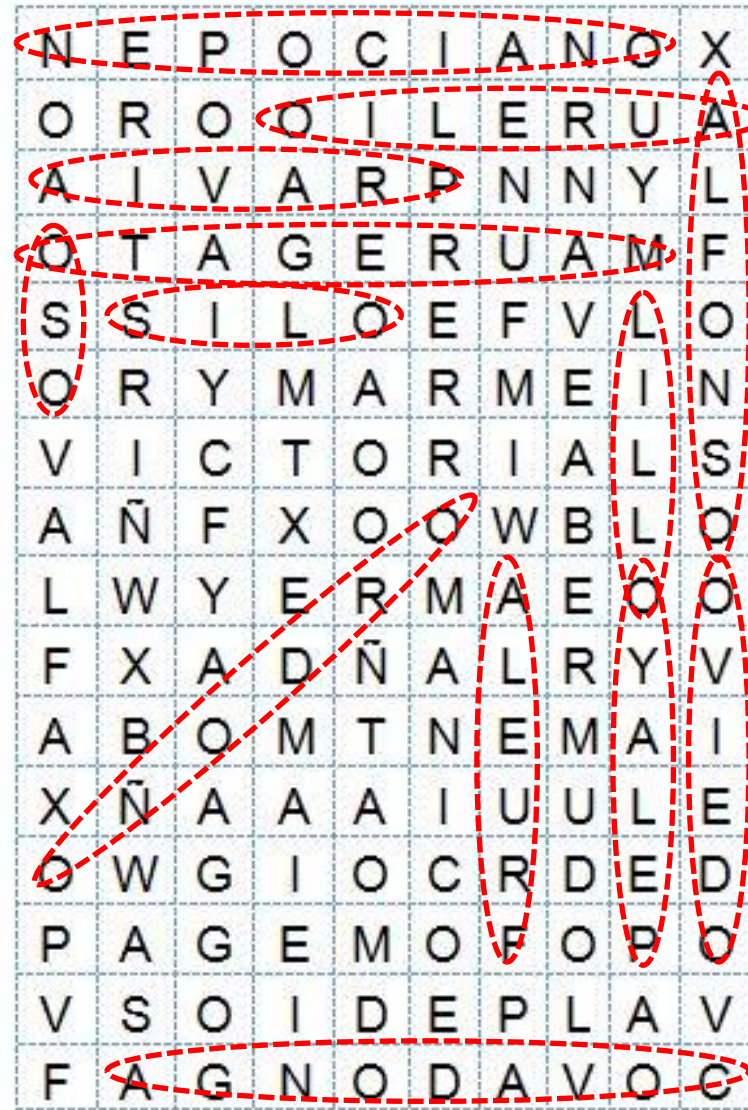 N E P O C I A N O X
O R O O I L E R U A
A I V A R P N N Y L
O T A G E R U A M F
S S I L O E F V L O
O R Y M A R M E I N
V I C T O R I A L S
A Ñ F X O O W B L O
L W Y E R M A E O O
F X A D Ñ A L R Y V
A B O M T N E M A I
X Ñ A A A I U U L E
O W G I O C R D E D
P A G E M O F O P O
V S O I D E P L A V
F A G N O D A V O C